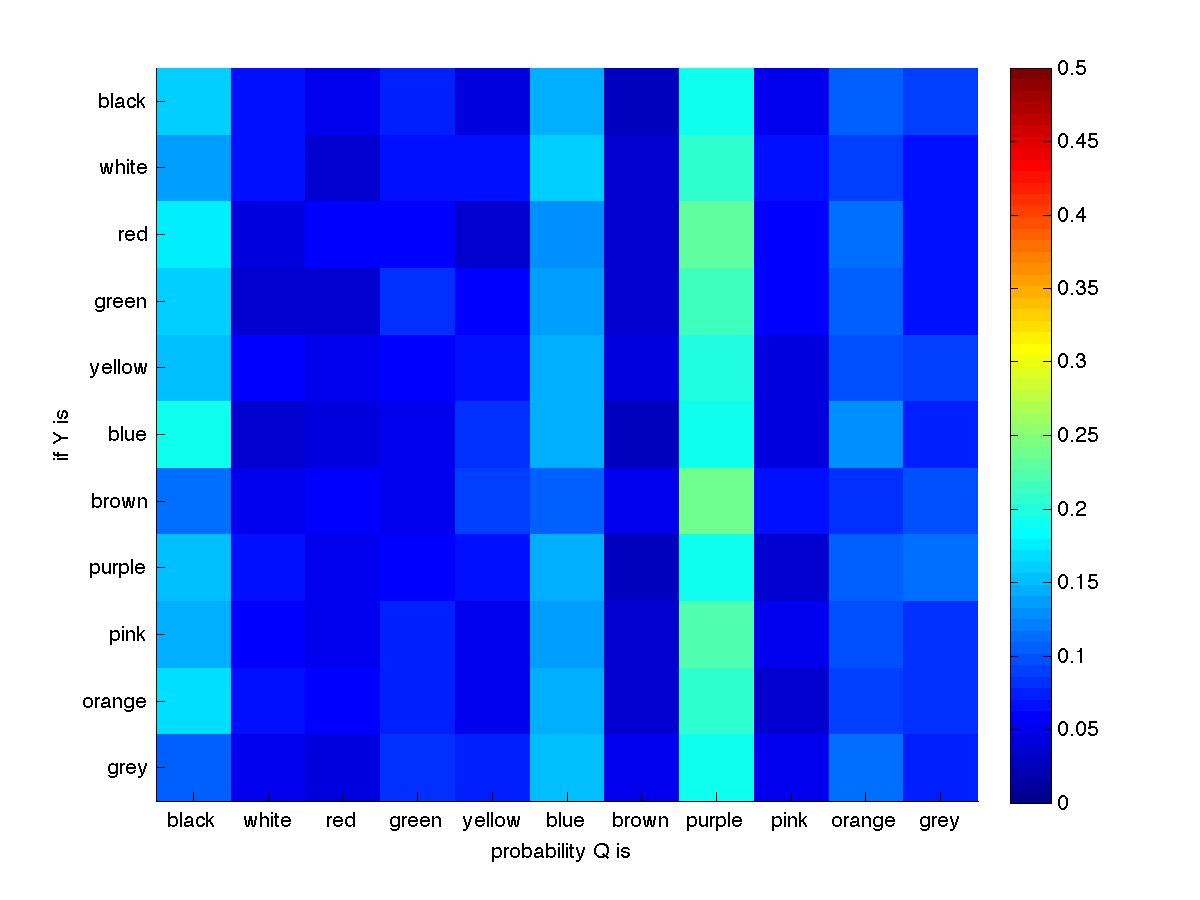 black
white
red
green
yellow
blue
brown
purple
pink
orange
grey
if Y is
black white red green yellow blue brown purple pink orange grey
probability Q is
0.5
0.45
0.4
0.35
0.3
0.25
0.2
0.15
0.1
0.05
0